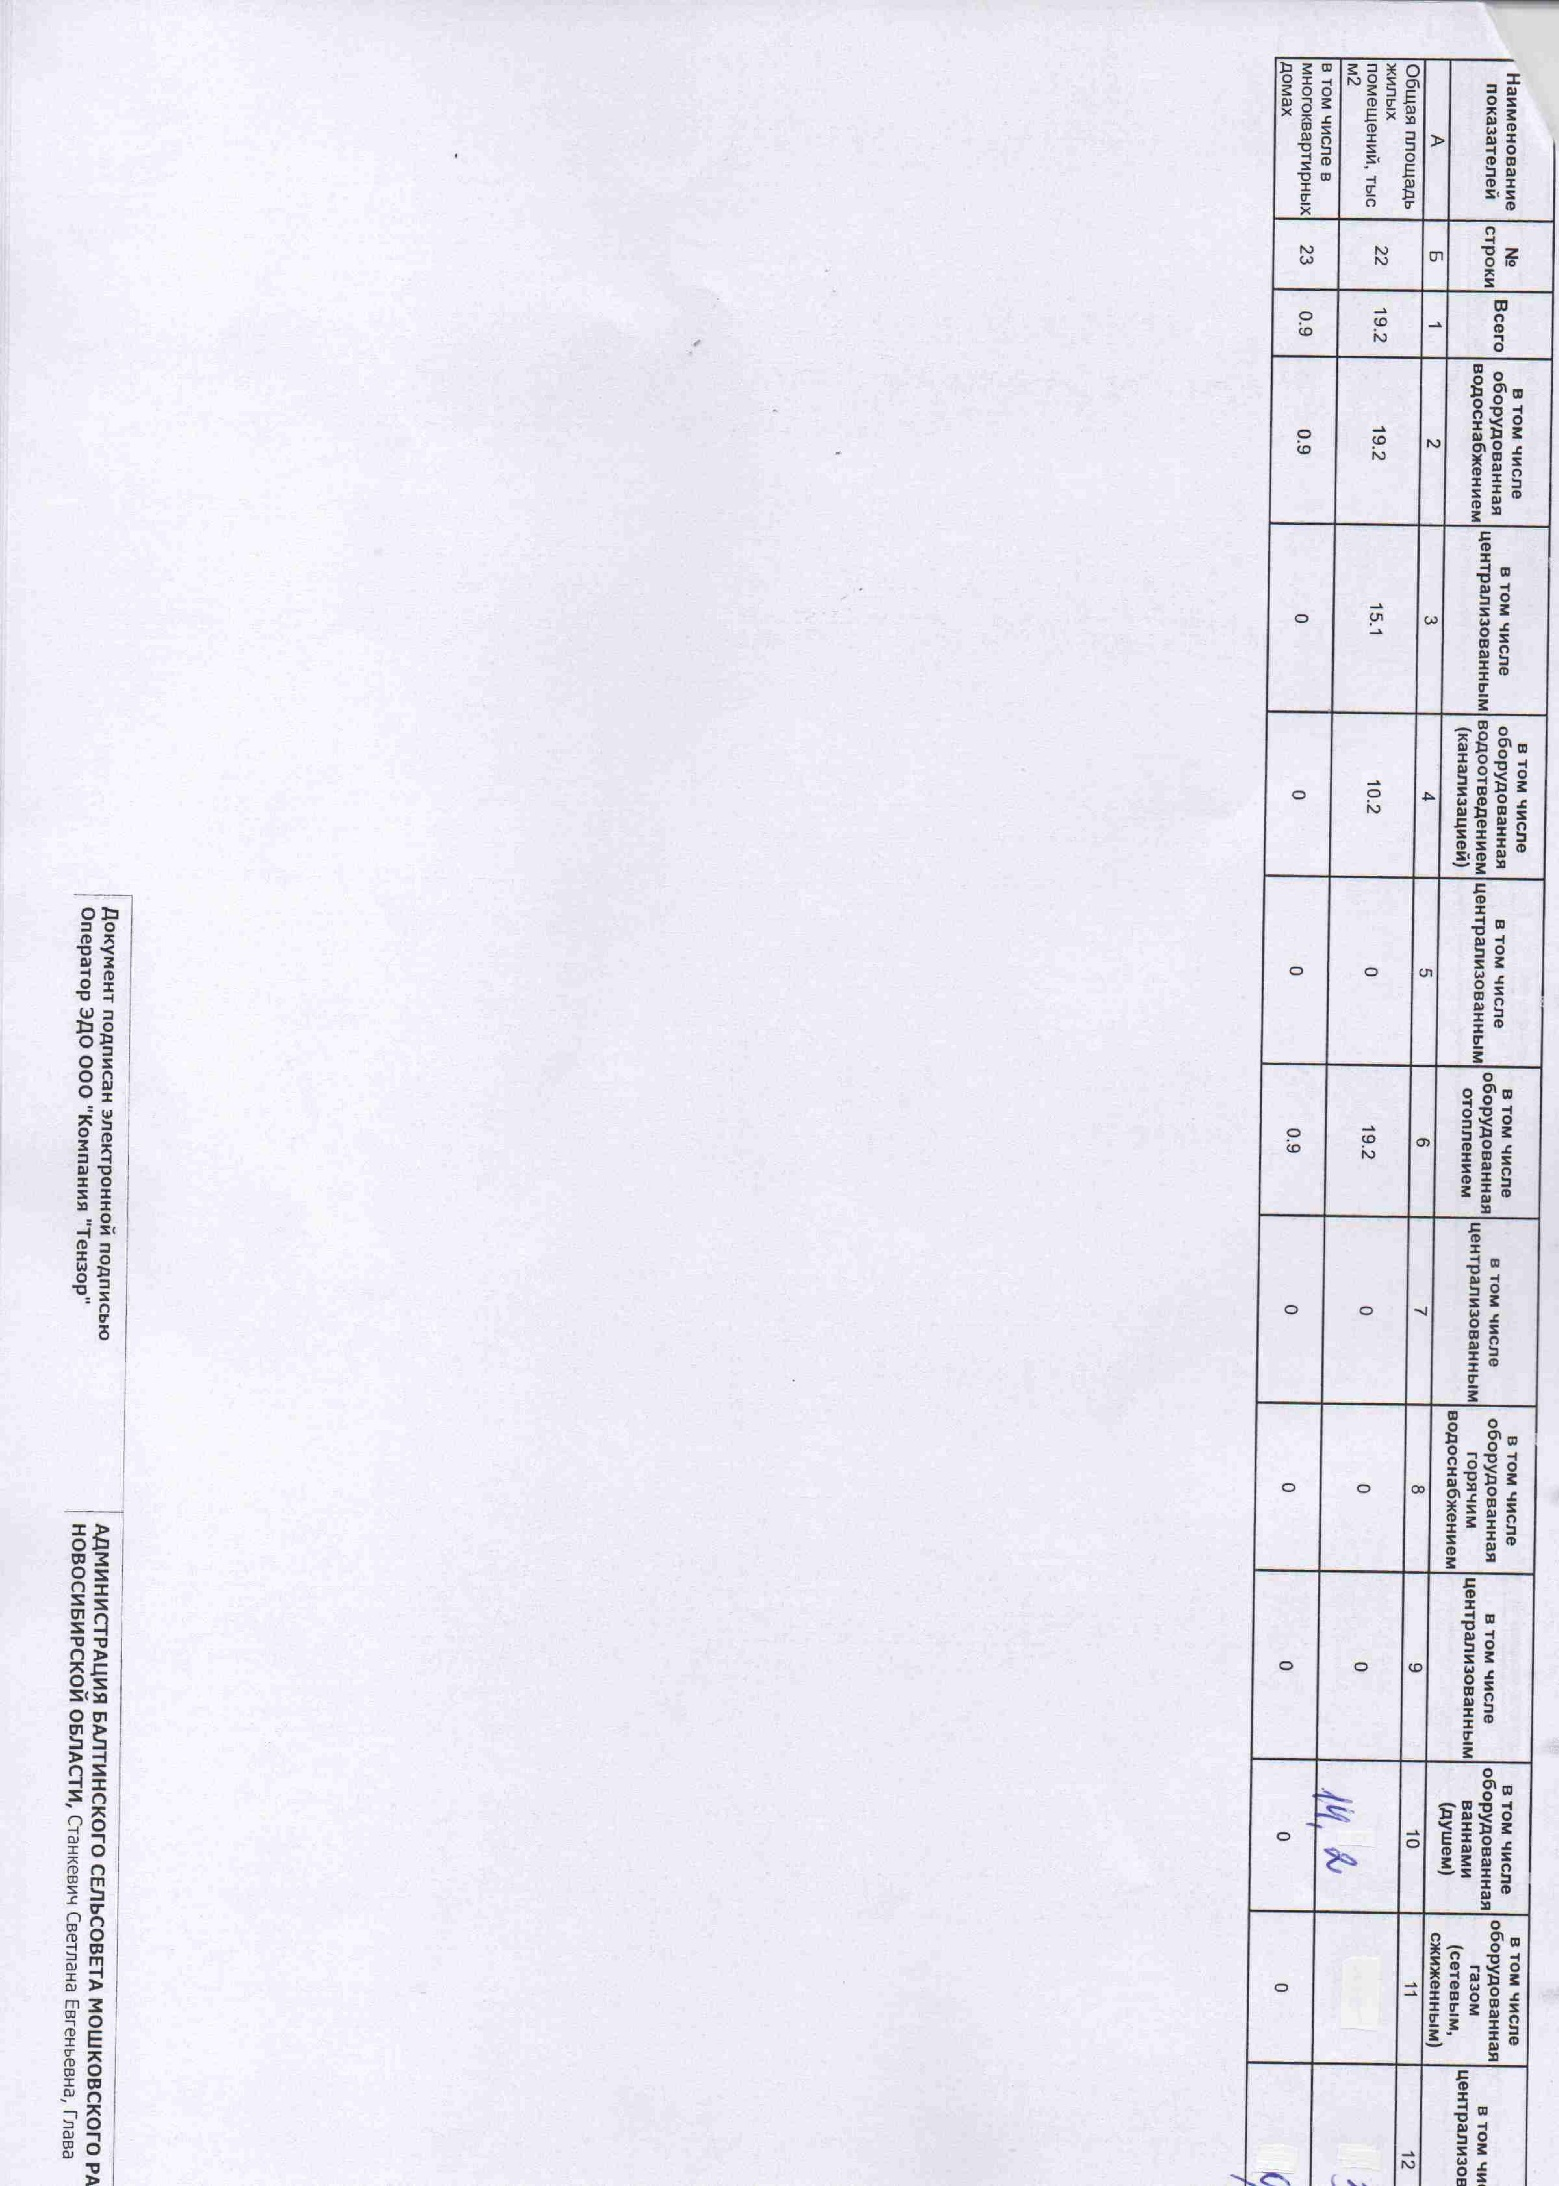 Наименование
показателей
№
строки
Всего
в том числе
оборудованная
водоснабжением
в том числе
централизованным
в том числе
оборудованная
водоотведением
(канализацией)
в том числе
централизованным
в том числе
оборудованная
отоплением
в том числе
централизованным
в том числе
оборудованная
горячим
водоснабжением
в том числе
централизованным
в том числе
оборудованная
ваннами
(душем)
в том числе
оборудованная
газом
(сетевым,
сжиженным)
в том чис
централизов
А Б 1 2 3 4 5 6 7 8 9 10 11 12
Общая площадь
жилых
помещений, тыс
м2
22 19.2 19.2 15.1 10.2 0 19.2 0 0 0 14,2
в том числе в
многоквартирных
домах
23 0.9 0.9 0 0 0 0.9 0 0 0 0 0
Документ подписан электронной подписью
Оператор ЭДО ООО "Компания "Тензор"
АДМИНИСТРАЦИЯ БАЛТИНСКОГО СЕЛЬСОВЕТА МОШКОВСКОГО РА
НОВОСИБИРСКОЙ ОБЛАСТИ, Станкевич Светлана Евгеньевна, Глава